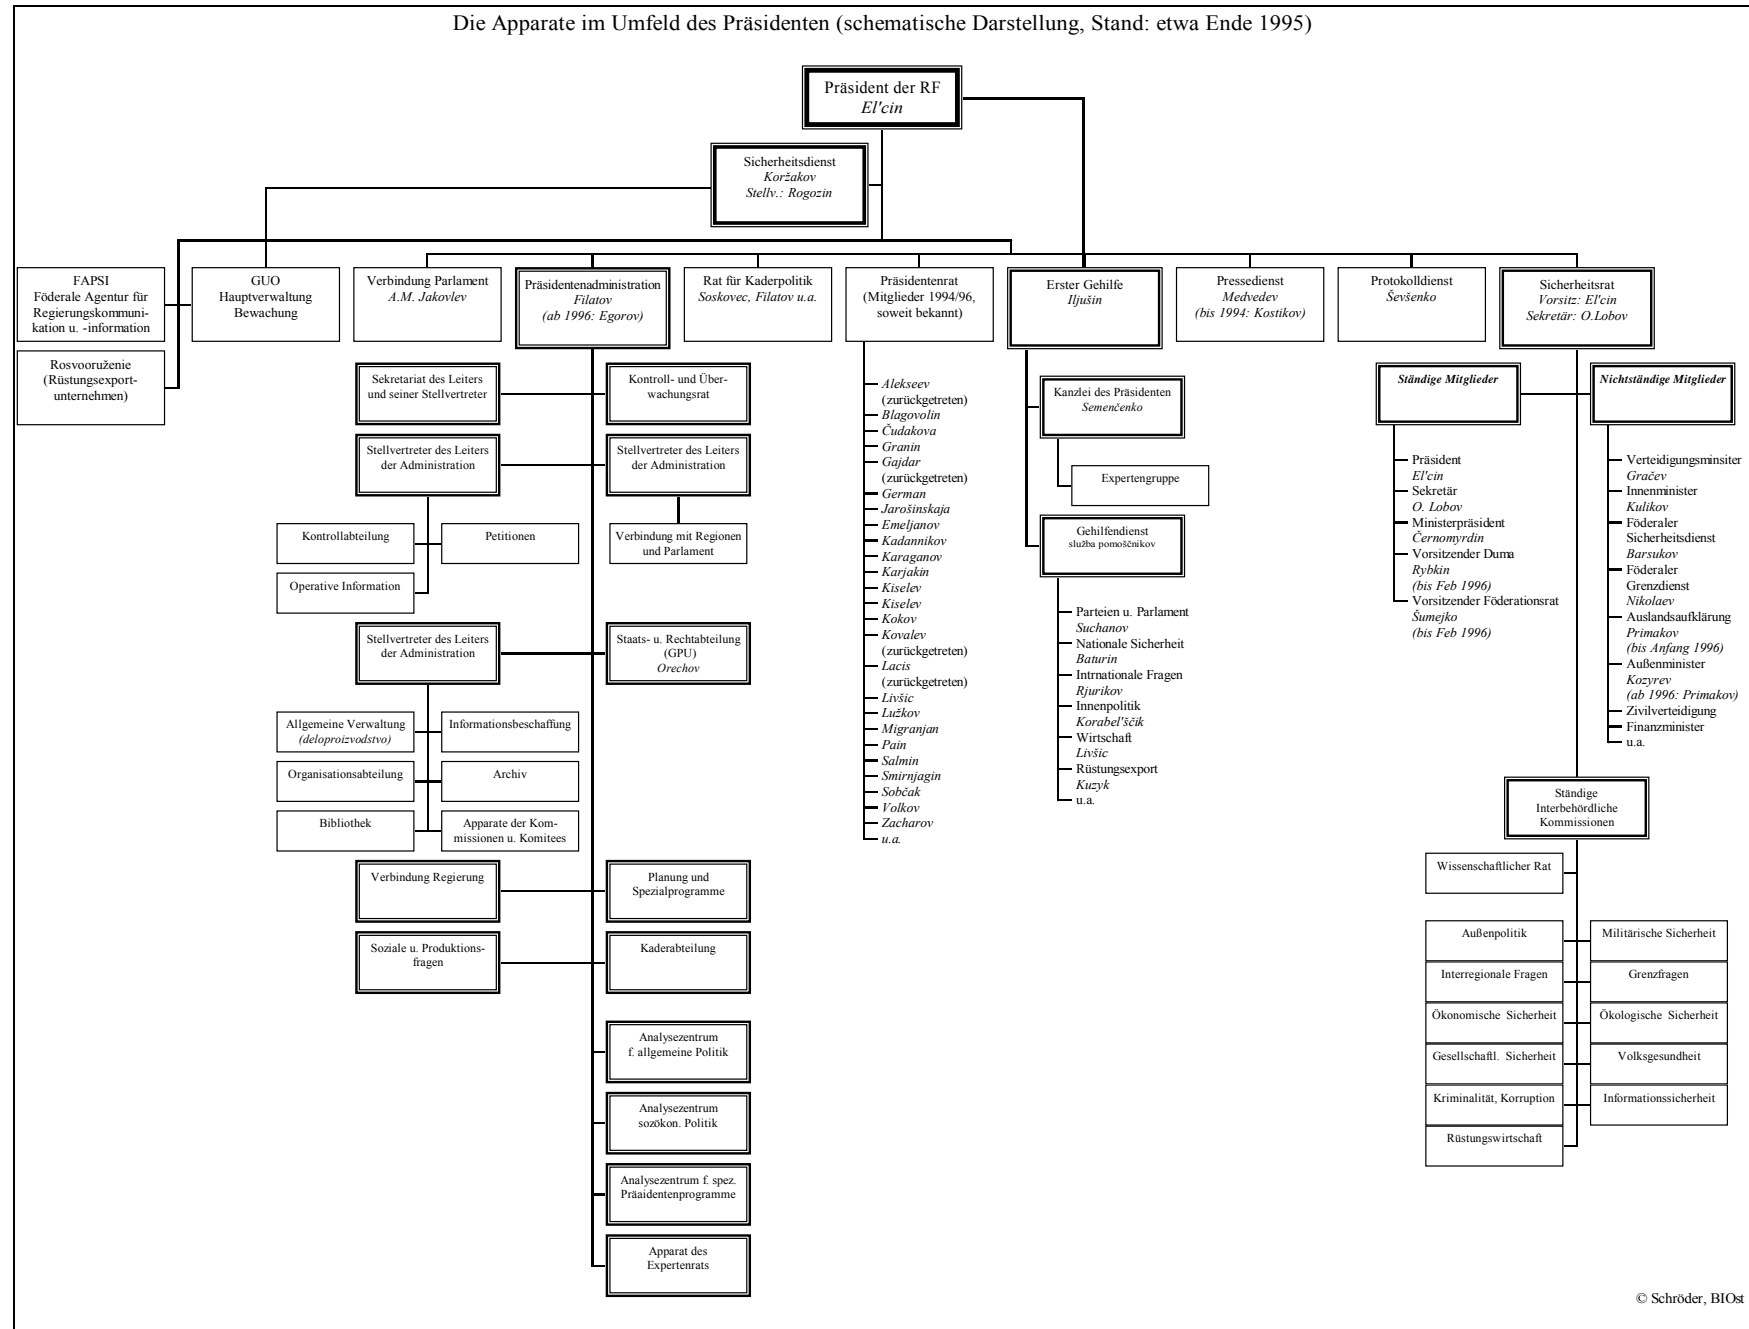 Die Apparate im Umfeld des Präsidenten (schematische Darstellung, Stand: etwa Ende 1995)
Präsident der RF
El'cin
Sicherheitsdienst
Koržakov
Stellv.: Rogozin
FAPSI
Föderale Agentur für
Regierungskommuni-
kation u. -information
GUO
Hauptverwaltung
Bewachung
Verbindung Parlament
A.M. Jakovlev
Präsidentenadministration
Filatov
(ab 1996: Egorov)
Rat für Kaderpolitik
Soskovec, Filatov u.a.
Präsidentenrat
(Mitglieder 1994/96,
soweit bekannt)
Erster Gehilfe
Iljušin
Pressedienst
Medvedev
(bis 1994: Kostikov)
Protokolldienst
Ševšenko
Sicherheitsrat
Vorsitz: El'cin
Sekretär: O.Lobov
Rosvooruženie
(Rüstungsexport-
unternehmen)
Sekretariat des Leiters
und seiner Stellvertreter
Kontroll- und Über-
wachungsrat
Stellvertreter des Leiters
der Administration
Stellvertreter des Leiters
der Administration
Kontrollabteilung
Petitionen
Verbindung mit Regionen
und Parlament
Operative Information
Stellvertreter des Leiters
der Administration
Staats- u. Rechtabteilung
(GPU)
Orechov
Allgemeine Verwaltung
(deloproizvodstvo)
Informationsbeschaffung
Organisationsabteilung
Archiv
Bibliothek
Apparate der Kom-
missionen u. Komitees
Verbindung Regierung
Planung und
Spezialprogramme
Soziale u. Produktions-
fragen
Kaderabteilung
Analysezentrum
f. allgemeine Politik
Analysezentrum
sozökon. Politik
Analysezentrum f. spez.
Präaidentenprogramme
Apparat des
Expertenrats
Alekseev
(zurückgetreten)
Blagovolin
Čudakova
Granin
Gajdar
(zurückgetreten)
German
Jarošinskaja
Emeljanov
Kadannikov
Karaganov
Karjakin
Kiselev
Kiselev
Kokov
Kovalev
(zurückgetreten)
Lacis
(zurückgetreten)
Livšic
Lužkov
Migranjan
Pain
Salmin
Smirnjagin
Sobčak
Volkov
Zacharov
u.a.
Kanzlei des Präsidenten
Semenčenko
Expertengruppe
Gehilfendienst
služba pomoščnikov
Parteien u. Parlament
Suchanov
Nationale Sicherheit
Baturin
Intrnationale Fragen
Rjurikov
Innenpolitik
Korabel'ščik
Wirtschaft
Livšic
Rüstungsexport
Kuzyk
u.a.
Ständige Mitglieder
Nichtständige Mitglieder
Präsident
El'cin
Sekretär
O. Lobov
Ministerpräsident
Černomyrdin
Vorsitzender Duma
Rybkin
(bis Feb 1996)
Vorsitzender Föderationsrat
Šumejko
(bis Feb 1996)
Verteidigungsminsiter
Gračev
Innenminister
Kulikov
Föderaler
Sicherheitsdienst
Barsukov
Föderaler
Grenzdienst
Nikolaev
Auslandsaufklärung
Primakov
(bis Anfang 1996)
Außenminister
Kozyrev
(ab 1996: Primakov)
Zivilverteidigung
Finanzminister
u.a.
Ständige
Interbehördliche
Kommissionen
Wissenschaftlicher Rat
Außenpolitik
Militärische Sicherheit
Interregionale Fragen
Grenzfragen
Ökonomische Sicherheit
Ökologische Sicherheit
Gesellschaftl. Sicherheit
Volksgesundheit
Kriminalität, Korruption
Informationssicherheit
Rüstungswirtschaft
© Schröder, BIOst